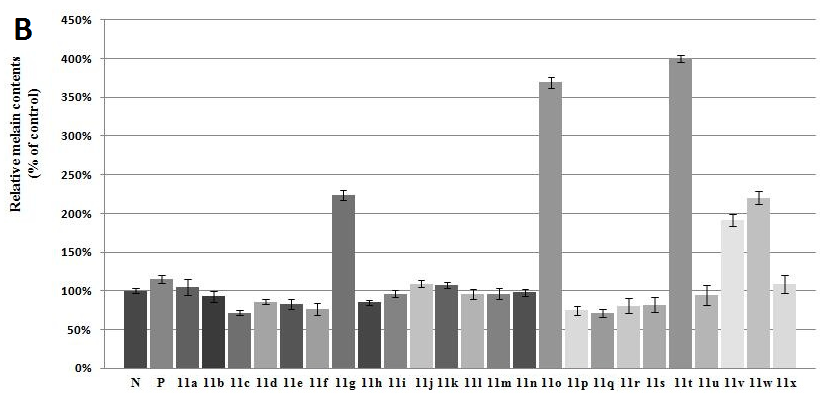 B
450%
400%
350%
300%
250%
200%
150%
100%
50%
0%
Relative melain contents
(% of control)
N P 11a 11b 11c 11d 11e 11f 11g 11h 11i 11j 11k 11l 11m 11n 11o 11p 11q 11r 11s 11t 11u 11v 11w 11x